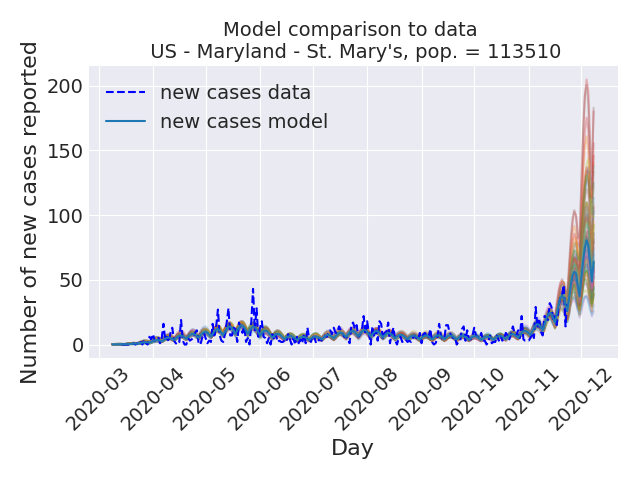 Model comparison to data
US - Maryland - St. Mary's, pop. = 113510
Number of new cases reported
200
150
100
50
0
new cases data
new cases model
2020-03
2020-04
2020-05
2020-06
2020-07
2020-08
2020-09
2020-10
2020-11
2020-12
Day